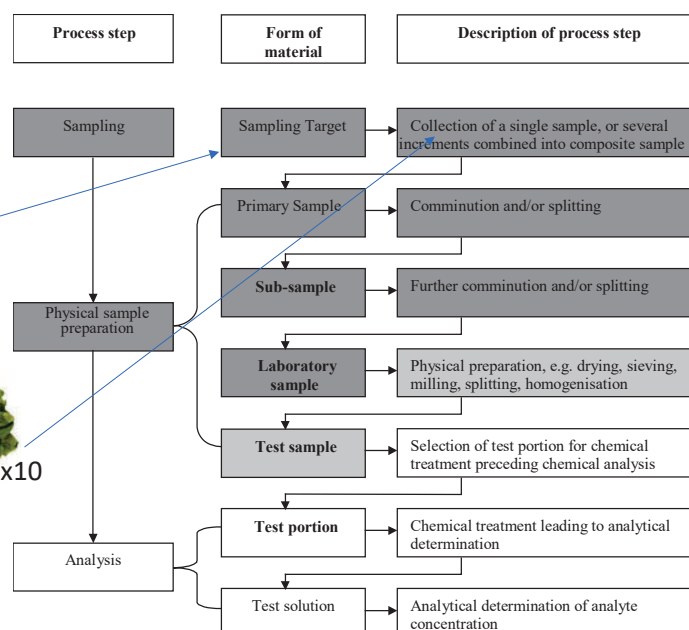 Process step
Form of
material
Description of process step
Sampling
Sampling Target
Collection of a single sample, or several
increments combined into composite sample
Primary Sample
Comminution and/or splitting
Sub-sample
Further comminution and/or splitting
Physical sample
preparation
Laboratory
sample
Physical preparation, e.g. drying, sieving,
milling, splitting, homogenisation
Test sample
Selection of test portion for chemical
treatment preceding chemical analysis
x10
Test portion
Chemical treatment leading to analytical
determination
Analysis
Test solution
Analytical determination of analyte
concentration